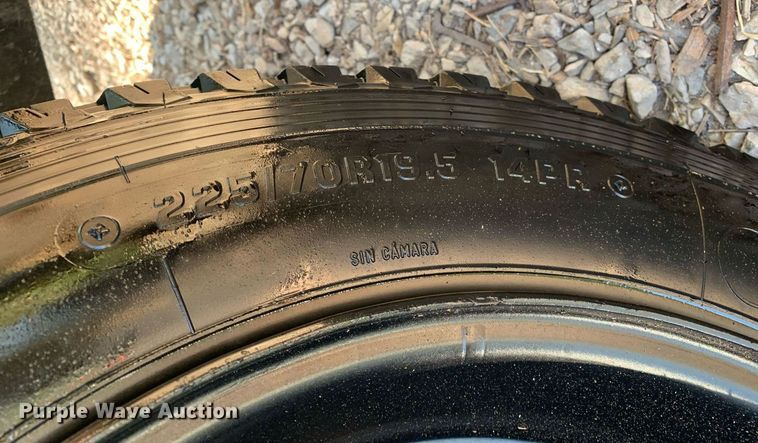 225/70R19.5 14PR
SIN CÁMARA
Purple Wave Auction